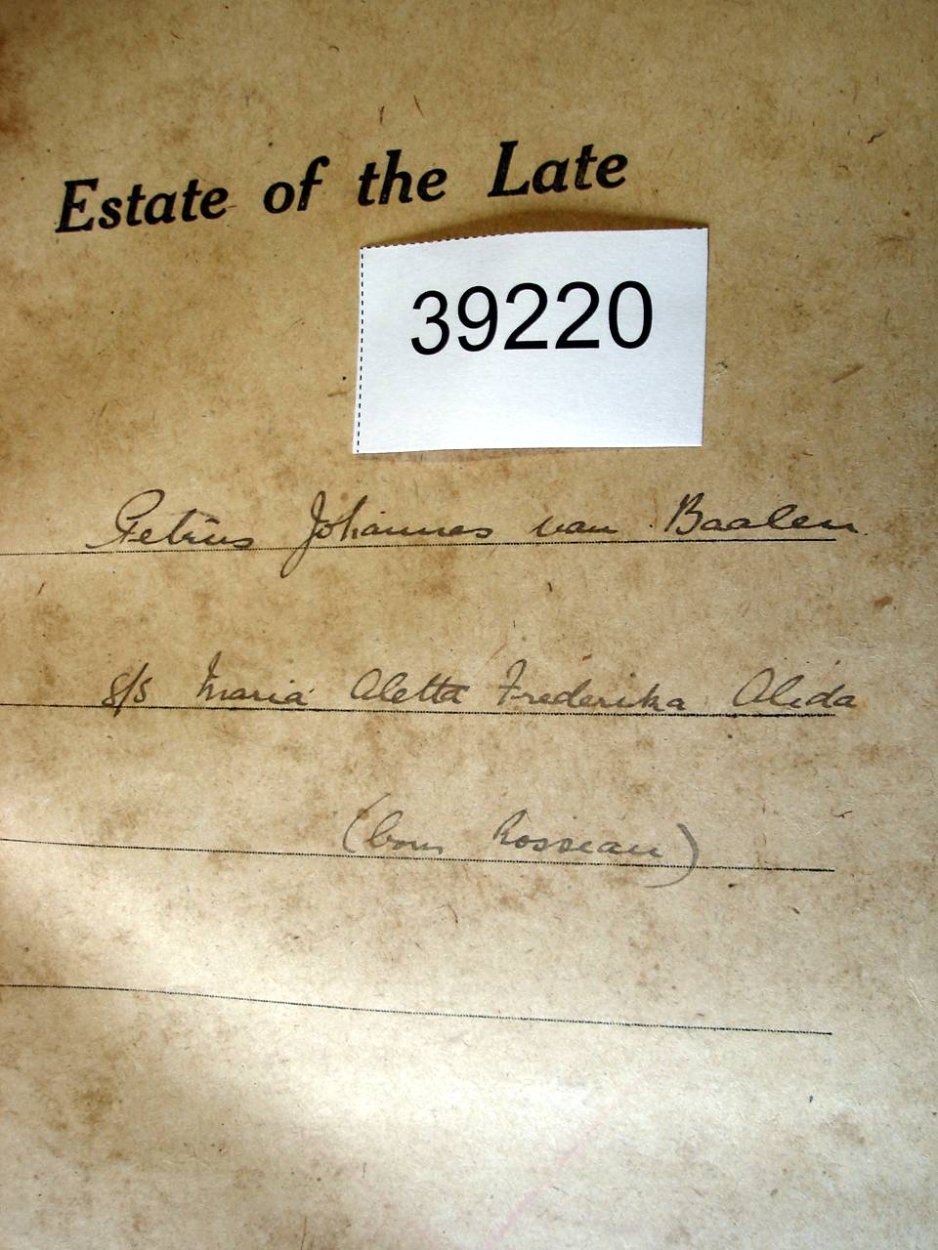 Estate of the Late
39220
Petrus Johannes van Baalen
s/s Maria Aletta Frederika Alida
(born Rosseau)